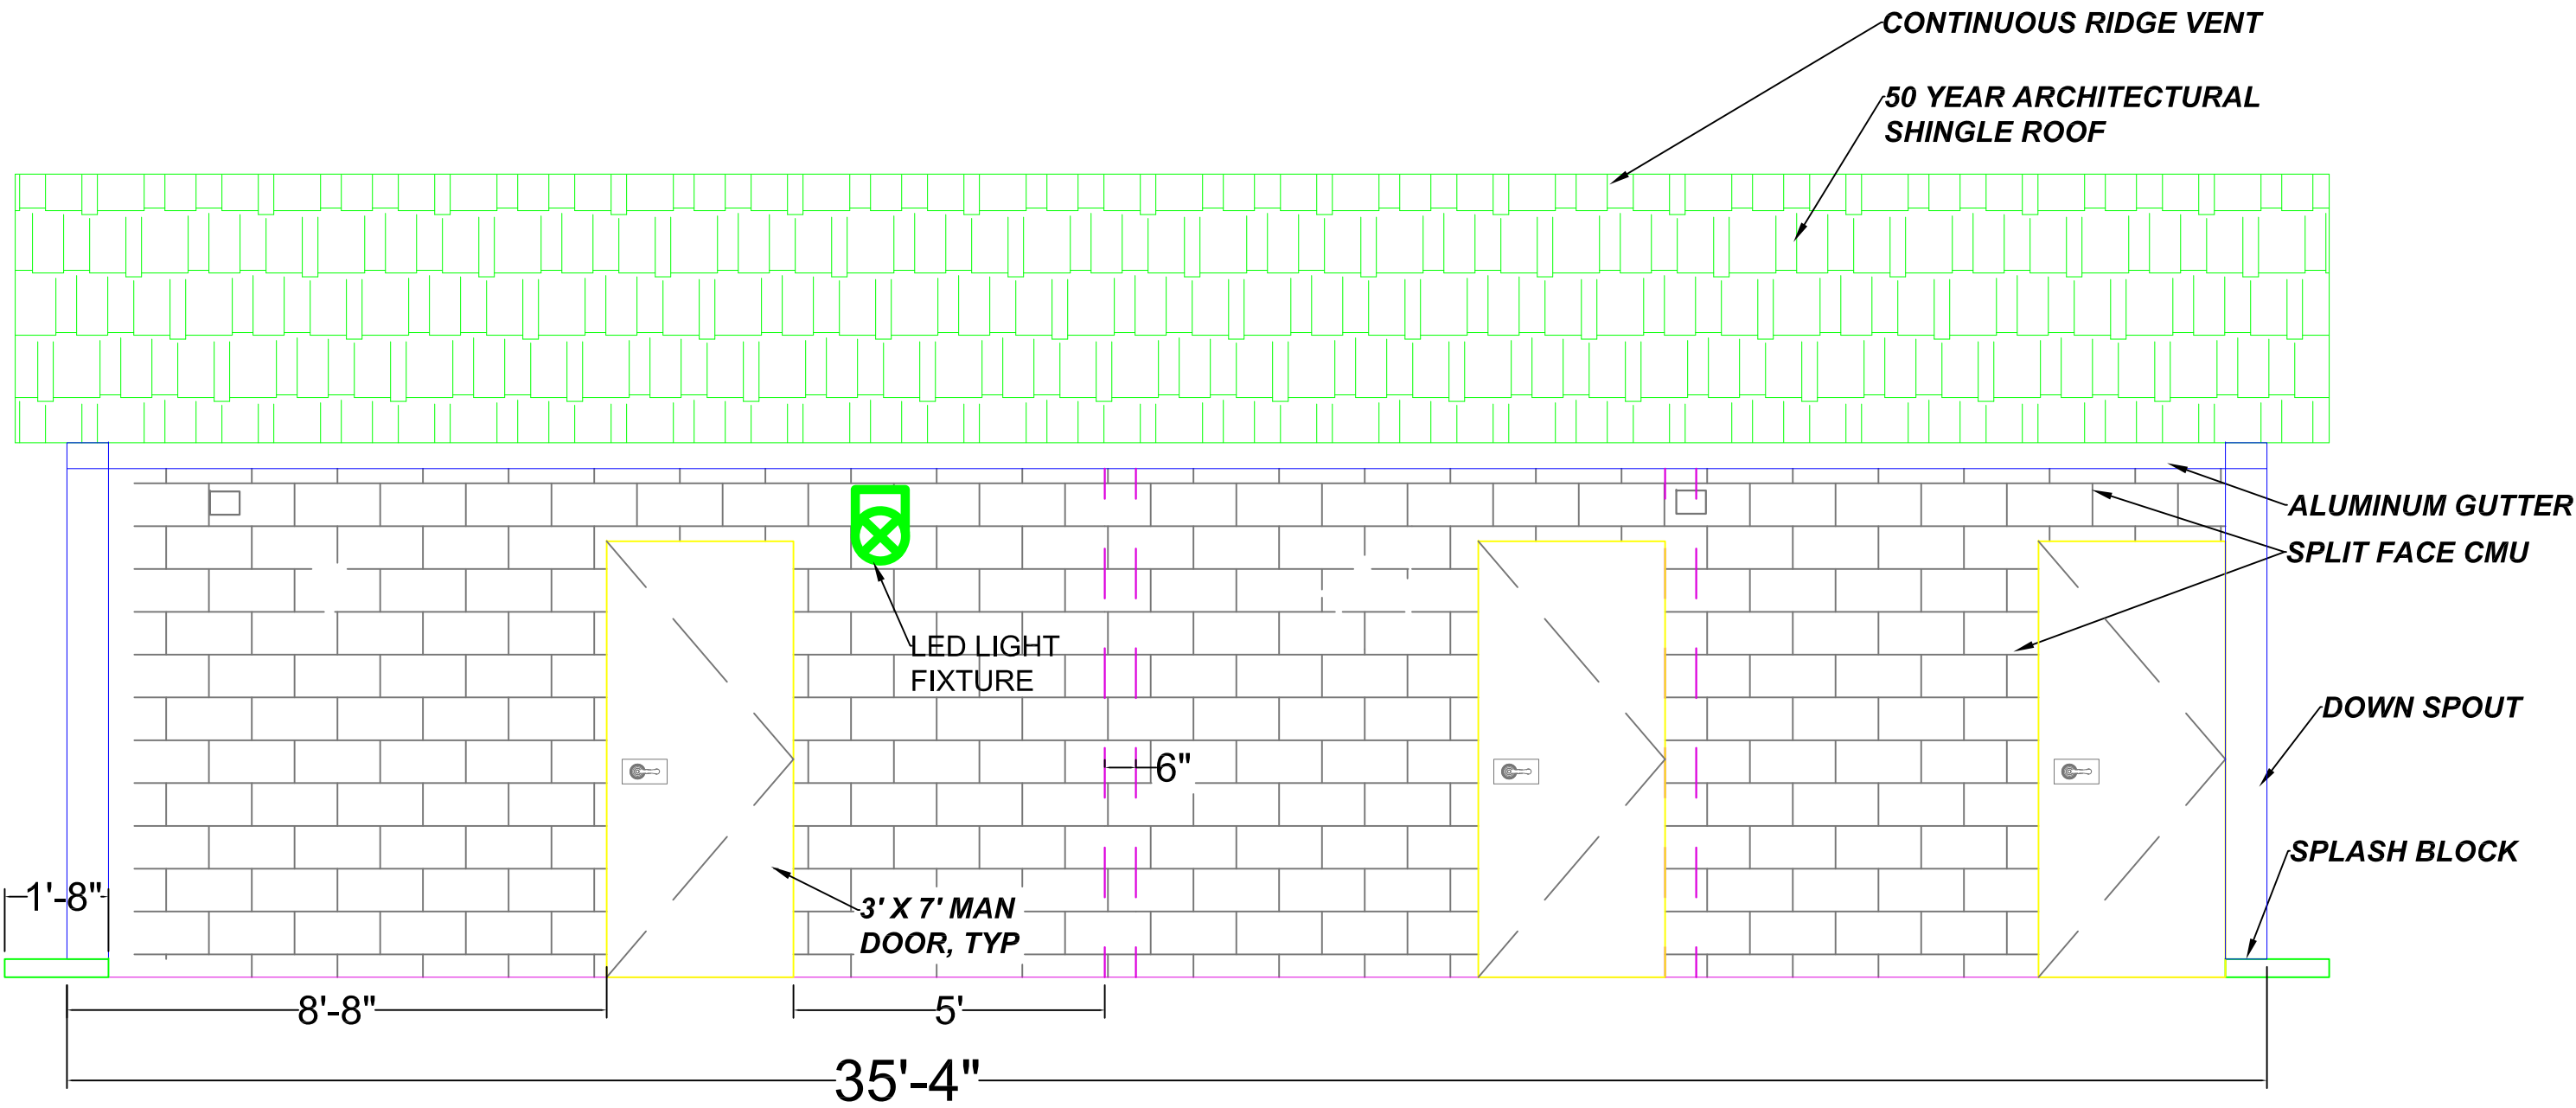 CONTINUOUS RIDGE VENT
50 YEAR ARCHITECTURAL
SHINGLE ROOF
ALUMINUM GUTTER
SPLIT FACE CMU
LED LIGHT
FIXTURE
DOWN SPOUT
6"
SPLASH BLOCK
1'-8"
3' X 7' MAN
DOOR, TYP
8'-8"
5'
35'-4"